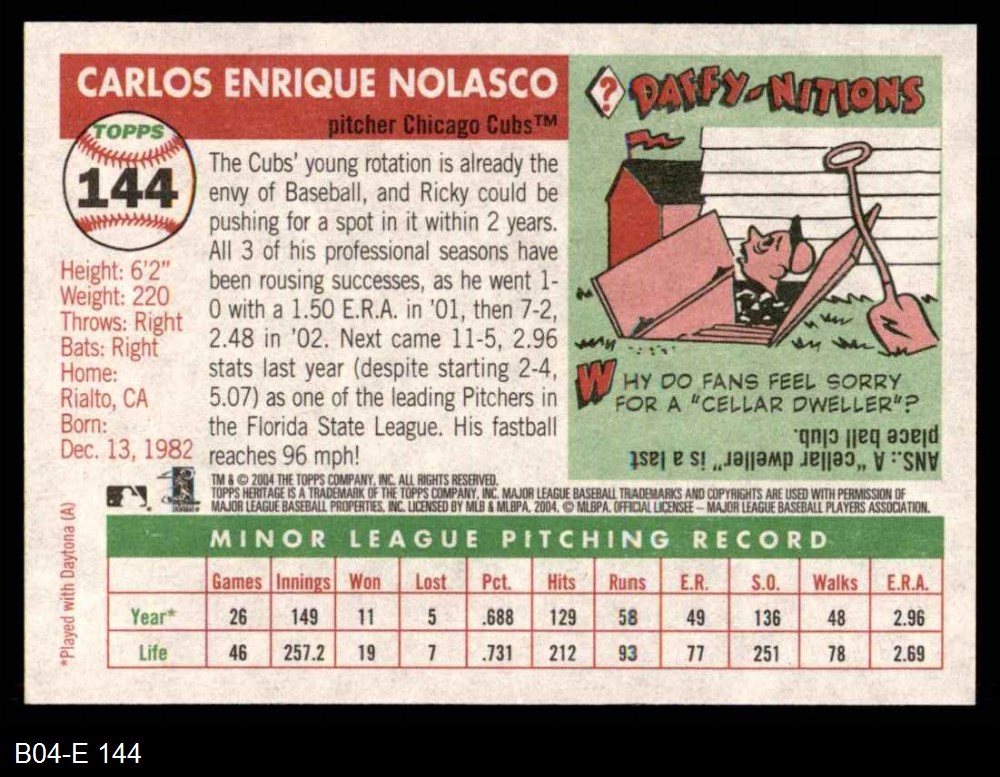 CARLOS ENRIQUE NOLASCO
pitcher Chicago Cubs™
TOPPS
144
Height: 6'2"
Weight: 220
Throws: Right
Bats: Right
Home:
Rialto, CA
Born:
Dec. 13, 1982
The Cubs' young rotation is already the
envy of Baseball, and Ricky could be
pushing for a spot in it within 2 years.
All 3 of his professional seasons have
been rousing successes, as he went 1-
0 with a 1.50 E.R.A. in '01, then 7-2,
2.48 in '02. Next came 11-5, 2.96
stats last year (despite starting 2-4,
5.07) as one of the leading Pitchers in
the Florida State League. His fastball
reaches 96 mph!
? DAFFY-NITIONS
WHY DO FANS FEEL SORRY
FOR A "CELLAR DWELLER"?
ANS.: A "cellar dweller" is a last
place ball club.
TM & © 2004 THE TOPPS COMPANY, INC. ALL RIGHTS RESERVED.
TOPPS HERITAGE IS A TRADEMARK OF THE TOPPS COMPANY, INC. MAJOR LEAGUE BASEBALL TRADEMARKS AND COPYRIGHTS ARE USED WITH PERMISSION OF
MAJOR LEAGUE BASEBALL PROPERTIES, INC. LICENSED BY MLB & MLBPA. 2004. © MLBPA. OFFICIAL LICENSEE – MAJOR LEAGUE BASEBALL PLAYERS ASSOCIATION.
*Played with Daytona (A)
MINOR LEAGUE PITCHING RECORD
Games Innings Won Lost Pct. Hits Runs E.R. S.O. Walks E.R.A.
Year* 26 149 11 5 .688 129 58 49 136 48 2.96
Life 46 257.2 19 7 .731 212 93 77 251 78 2.69
B04-E 144